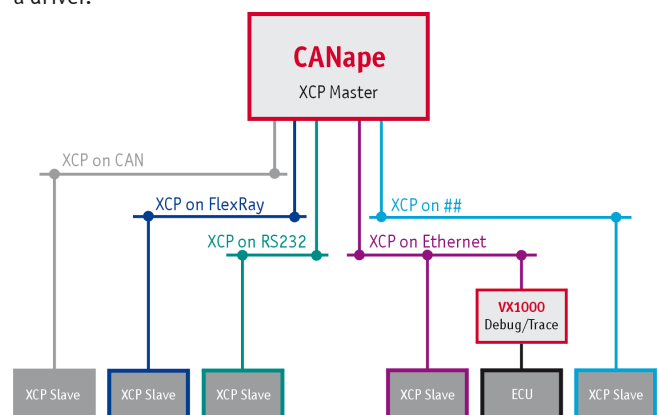 a driver.
CANape
XCP Master
XCP on CAN
XCP on FlexRay
XCP on ##
XCP on RS232
XCP on Ethernet
VX1000
Debug/Trace
XCP Slave
XCP Slave
XCP Slave
XCP Slave
ECU
XCP Slave